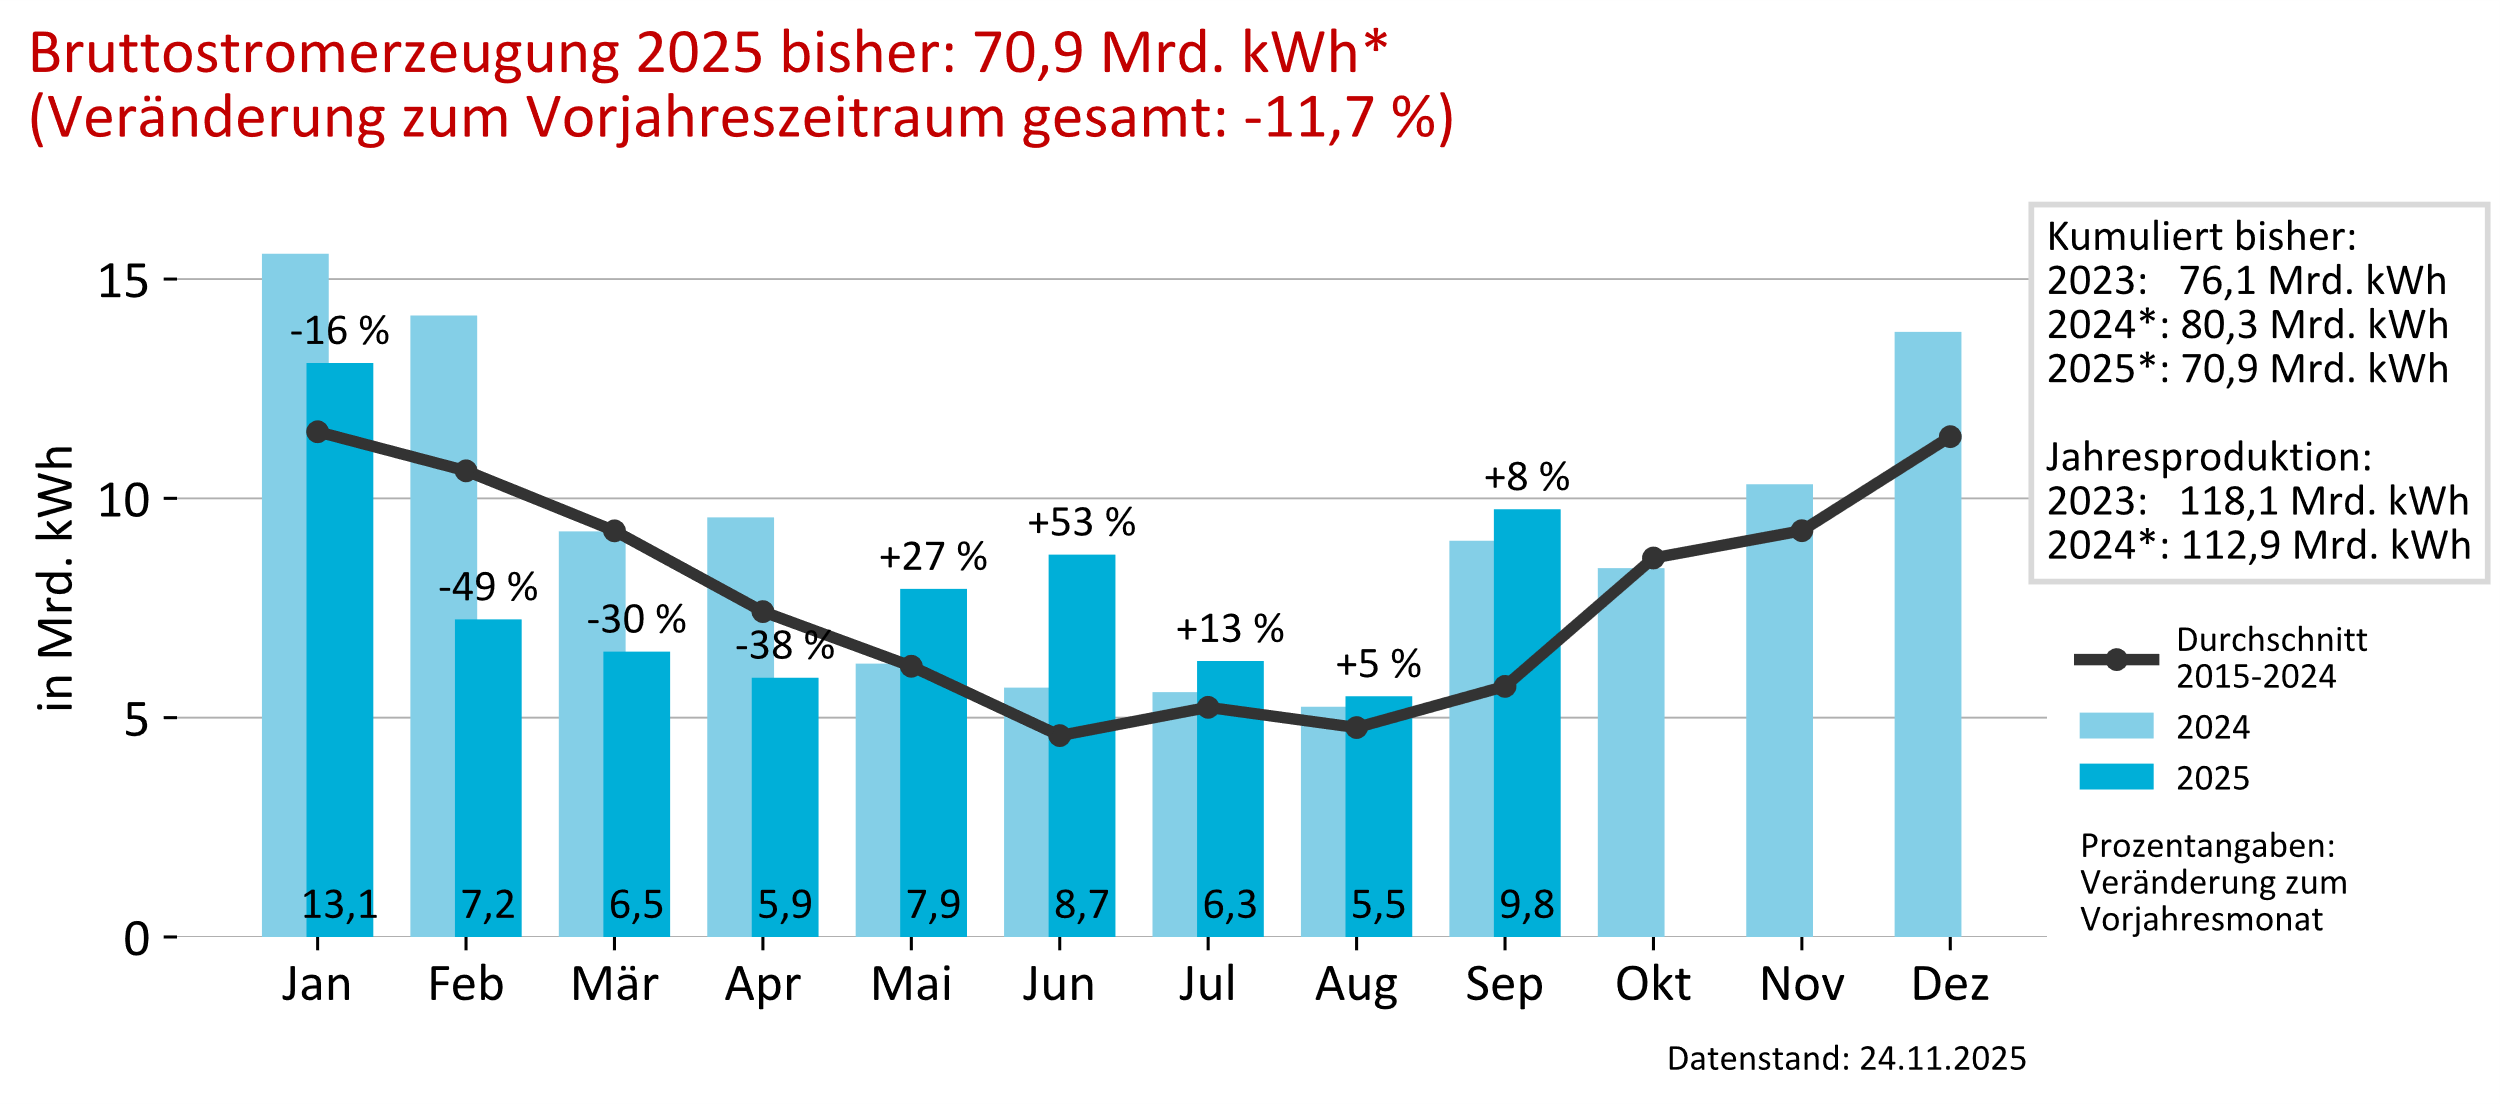 Bruttostromerzeugung 2025 bisher: 70,9 Mrd. kWh*
(Veränderung zum Vorjahreszeitraum gesamt: -11,7 %)
in Mrd. kWh
15
10
5
0
-16 %
-49 %
-30 %
-38 %
+27 %
+53 %
+13 %
+5 %
+8 %
13,1
7,2
6,5
5,9
7,9
8,7
6,3
5,5
9,8
Jan
Feb
Mär
Apr
Mai
Jun
Jul
Aug
Sep
Okt
Nov
Dez
Kumuliert bisher:
2023: 76,1 Mrd. kWh
2024*: 80,3 Mrd. kWh
2025*: 70,9 Mrd. kWh
Jahresproduktion:
2023: 118,1 Mrd. kWh
2024*: 112,9 Mrd. kWh
Durchschnitt
2015-2024
2024
2025
Prozentangaben:
Veränderung zum
Vorjahresmonat
Datenstand: 24.11.2025